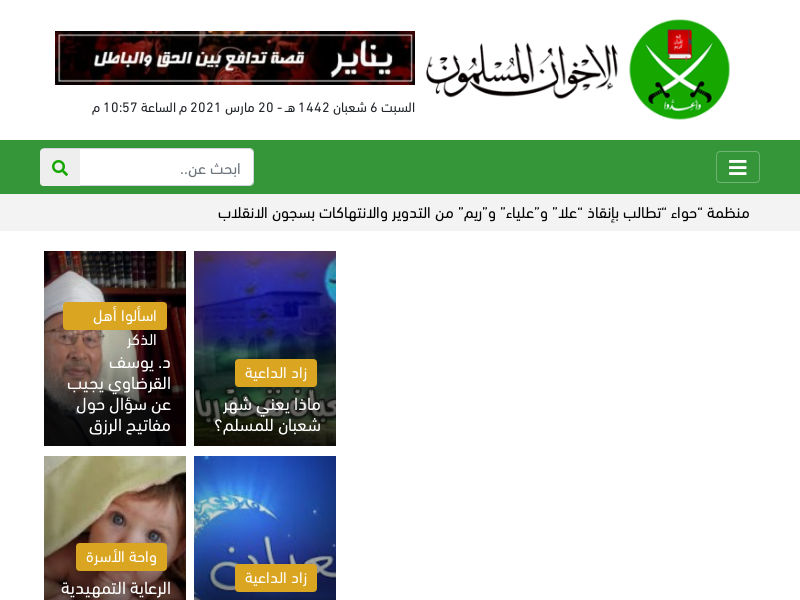 الإخوان المسلمون
وأعدوا
يناير قصة تدافع بين الحق والباطل
السبت 6 شعبان 1442 هـ - 20 مارس 2021 م الساعة 10:57 م
ابحث عن..
منظمة “حواء “تطالب بإنقاذ “علا” و”علياء” و”ريم” من التدوير والانتهاكات بسجون الانقلاب
زاد الداعية
ماذا يعني شهر
شعبان للمسلم؟
اسألوا أهل
الذكر
د. يوسف
القرضاوي يجيب
عن سؤال حول
مفاتيح الرزق
زاد الداعية
واحة الأسرة
الرعاية التمهيدية